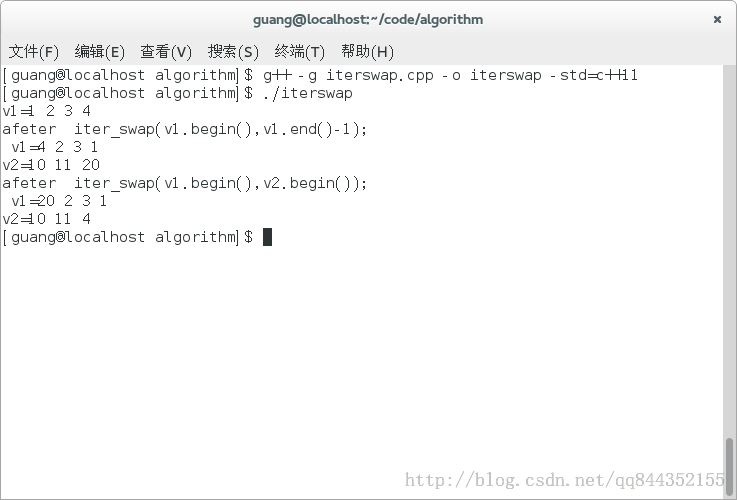 guang@localhost:~/code/algorithm ×
文件(F) 编辑(E) 查看(V) 搜索(S) 终端(T) 帮助(H)
[guang@localhost algorithm]$ g++ -g iterswap.cpp -o iterswap -std=c++11
[guang@localhost algorithm]$ ./iterswap
v1=1 2 3 4
afeter  iter_swap(v1.begin(),v1.end()-1);
 v1=4 2 3 1
v2=10 11 20
afeter  iter_swap(v1.begin(),v2.begin());
 v1=20 2 3 1
v2=10 11 4
[guang@localhost algorithm]$
http://blog.csdn.net/qq844352155